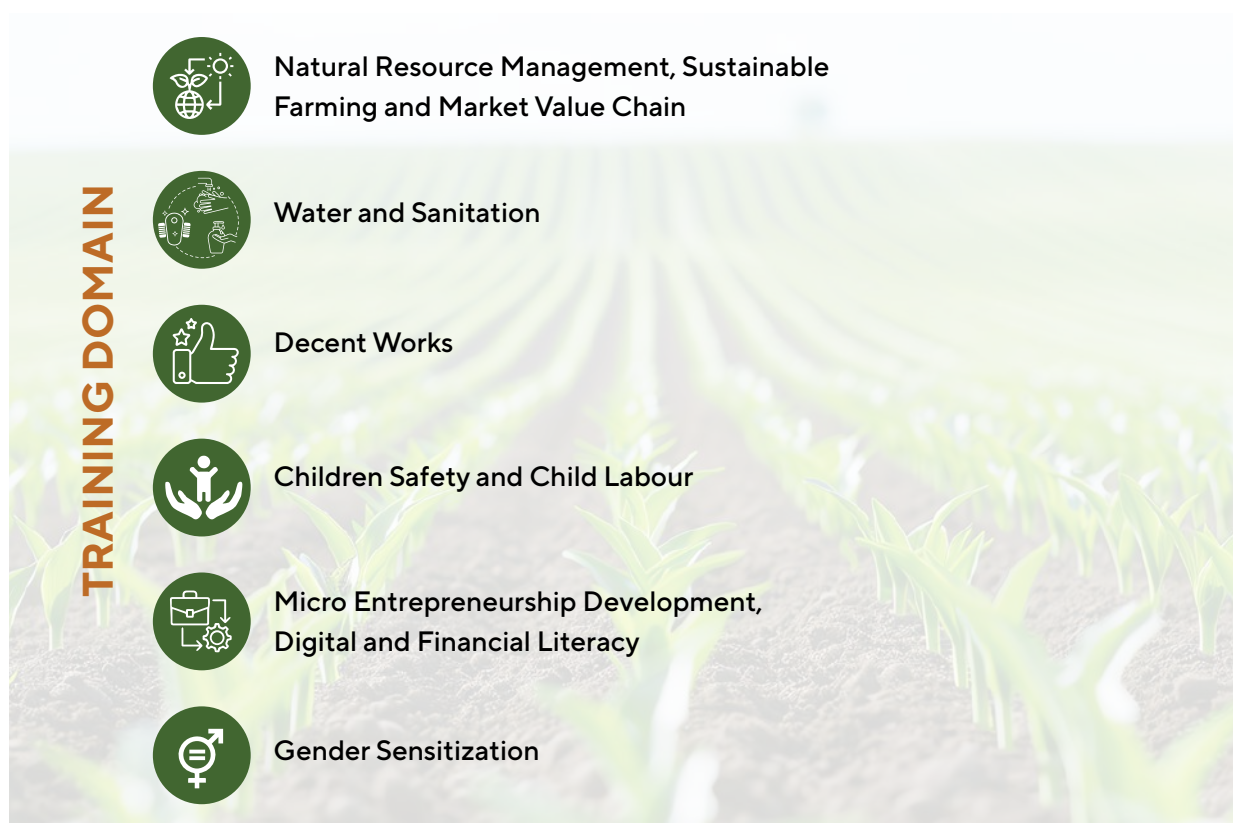 TRAINING DOMAIN
Natural Resource Management, Sustainable
Farming and Market Value Chain
Water and Sanitation
Decent Works
Children Safety and Child Labour
Micro Entrepreneurship Development,
Digital and Financial Literacy
Gender Sensitization